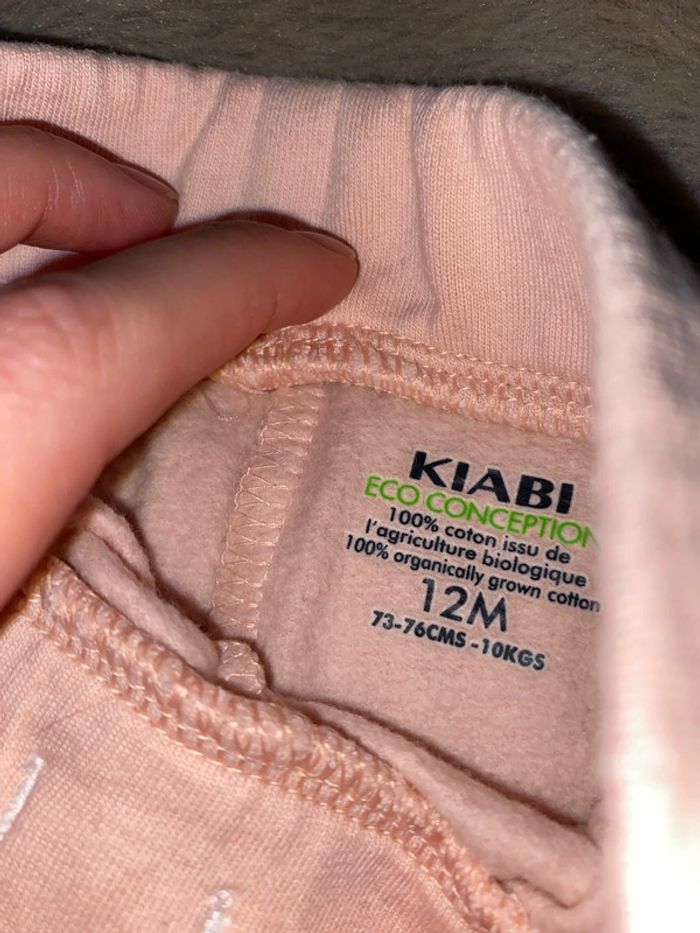 KIABI
ECO CONCEPTION
100% coton issu de
l'agriculture biologique
100% organically grown cotton
12M
73-76CMS -10KGS